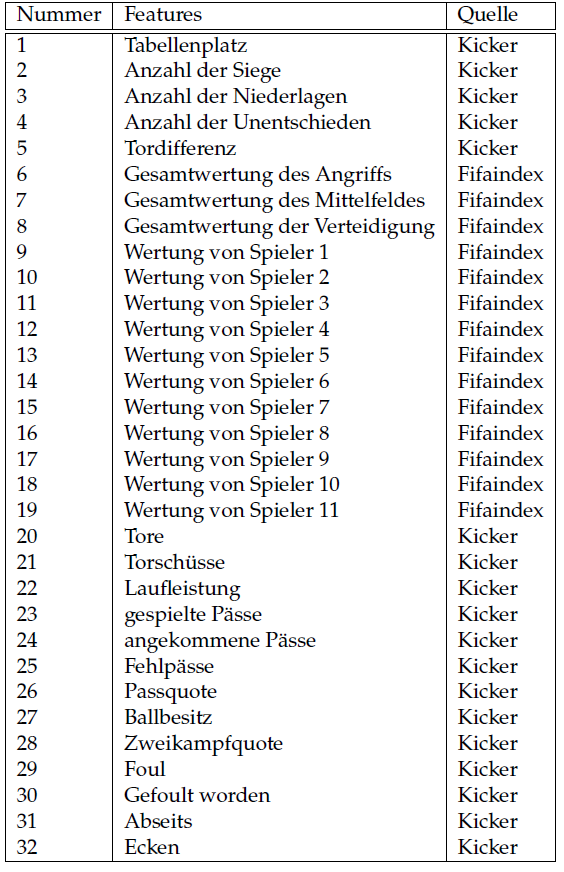 Nummer Features Quelle
1 Tabellenplatz Kicker
2 Anzahl der Siege Kicker
3 Anzahl der Niederlagen Kicker
4 Anzahl der Unentschieden Kicker
5 Tordifferenz Kicker
6 Gesamtwertung des Angriffs Fifaindex
7 Gesamtwertung des Mittelfeldes Fifaindex
8 Gesamtwertung der Verteidigung Fifaindex
9 Wertung von Spieler 1 Fifaindex
10 Wertung von Spieler 2 Fifaindex
11 Wertung von Spieler 3 Fifaindex
12 Wertung von Spieler 4 Fifaindex
13 Wertung von Spieler 5 Fifaindex
14 Wertung von Spieler 6 Fifaindex
15 Wertung von Spieler 7 Fifaindex
16 Wertung von Spieler 8 Fifaindex
17 Wertung von Spieler 9 Fifaindex
18 Wertung von Spieler 10 Fifaindex
19 Wertung von Spieler 11 Fifaindex
20 Tore Kicker
21 Torschüsse Kicker
22 Laufleistung Kicker
23 gespielte Pässe Kicker
24 angekommene Pässe Kicker
25 Fehlpässe Kicker
26 Passquote Kicker
27 Ballbesitz Kicker
28 Zweikampfquote Kicker
29 Foul Kicker
30 Gefoult worden Kicker
31 Abseits Kicker
32 Ecken Kicker